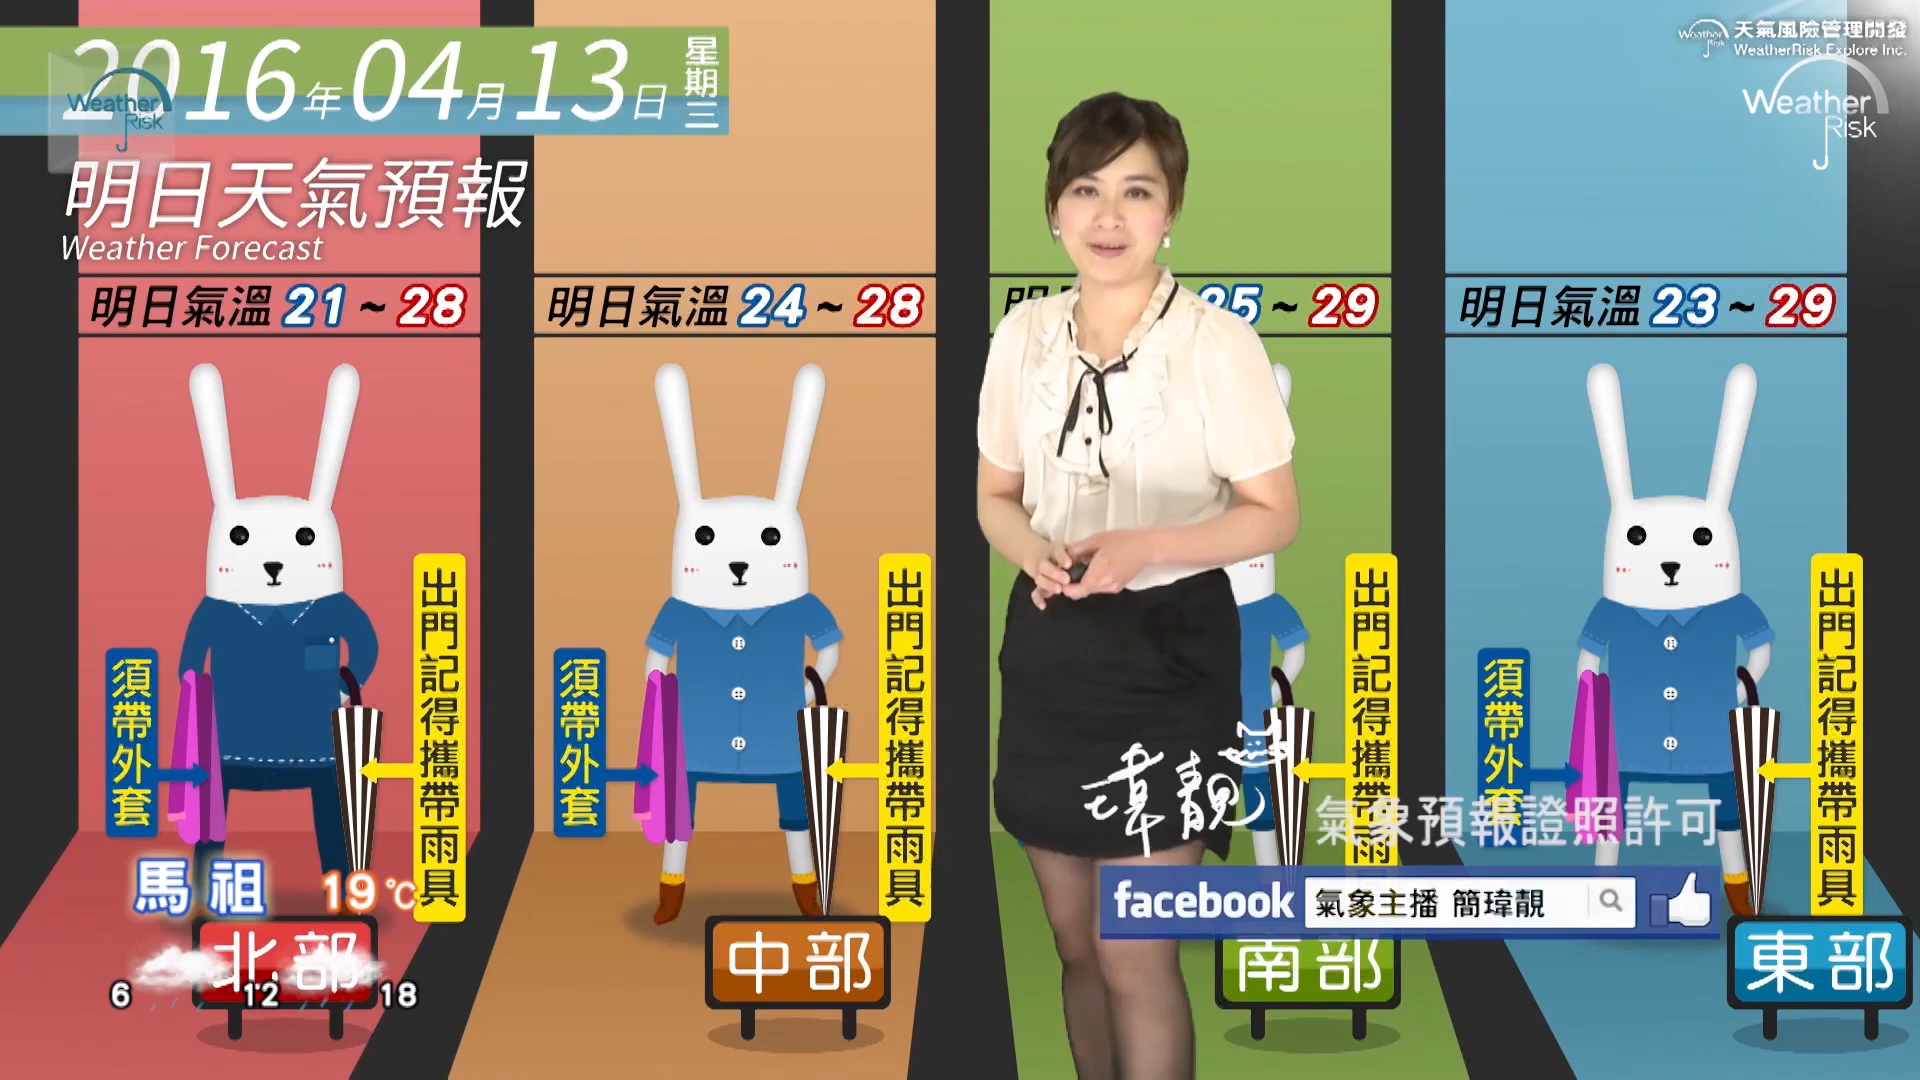 2016年04月13日 星期三
Weather Risk
明日天氣預報
Weather Forecast
天氣風險管理開發
WeatherRisk Explore Inc.
Weather Risk
明日氣溫 21 ~ 28
明日氣溫 24 ~ 28
25 ~ 29
明日氣溫 23 ~ 29
須帶外套
出門記得攜帶雨具
須帶外套
出門記得攜帶雨具
出門記得攜帶雨具
須帶外套
出門記得攜帶雨具
瑋靚
氣象預報證照許可
facebook 氣象主播 簡瑋靚
馬祖 19℃
北部
中部
南部
東部
6 12 18